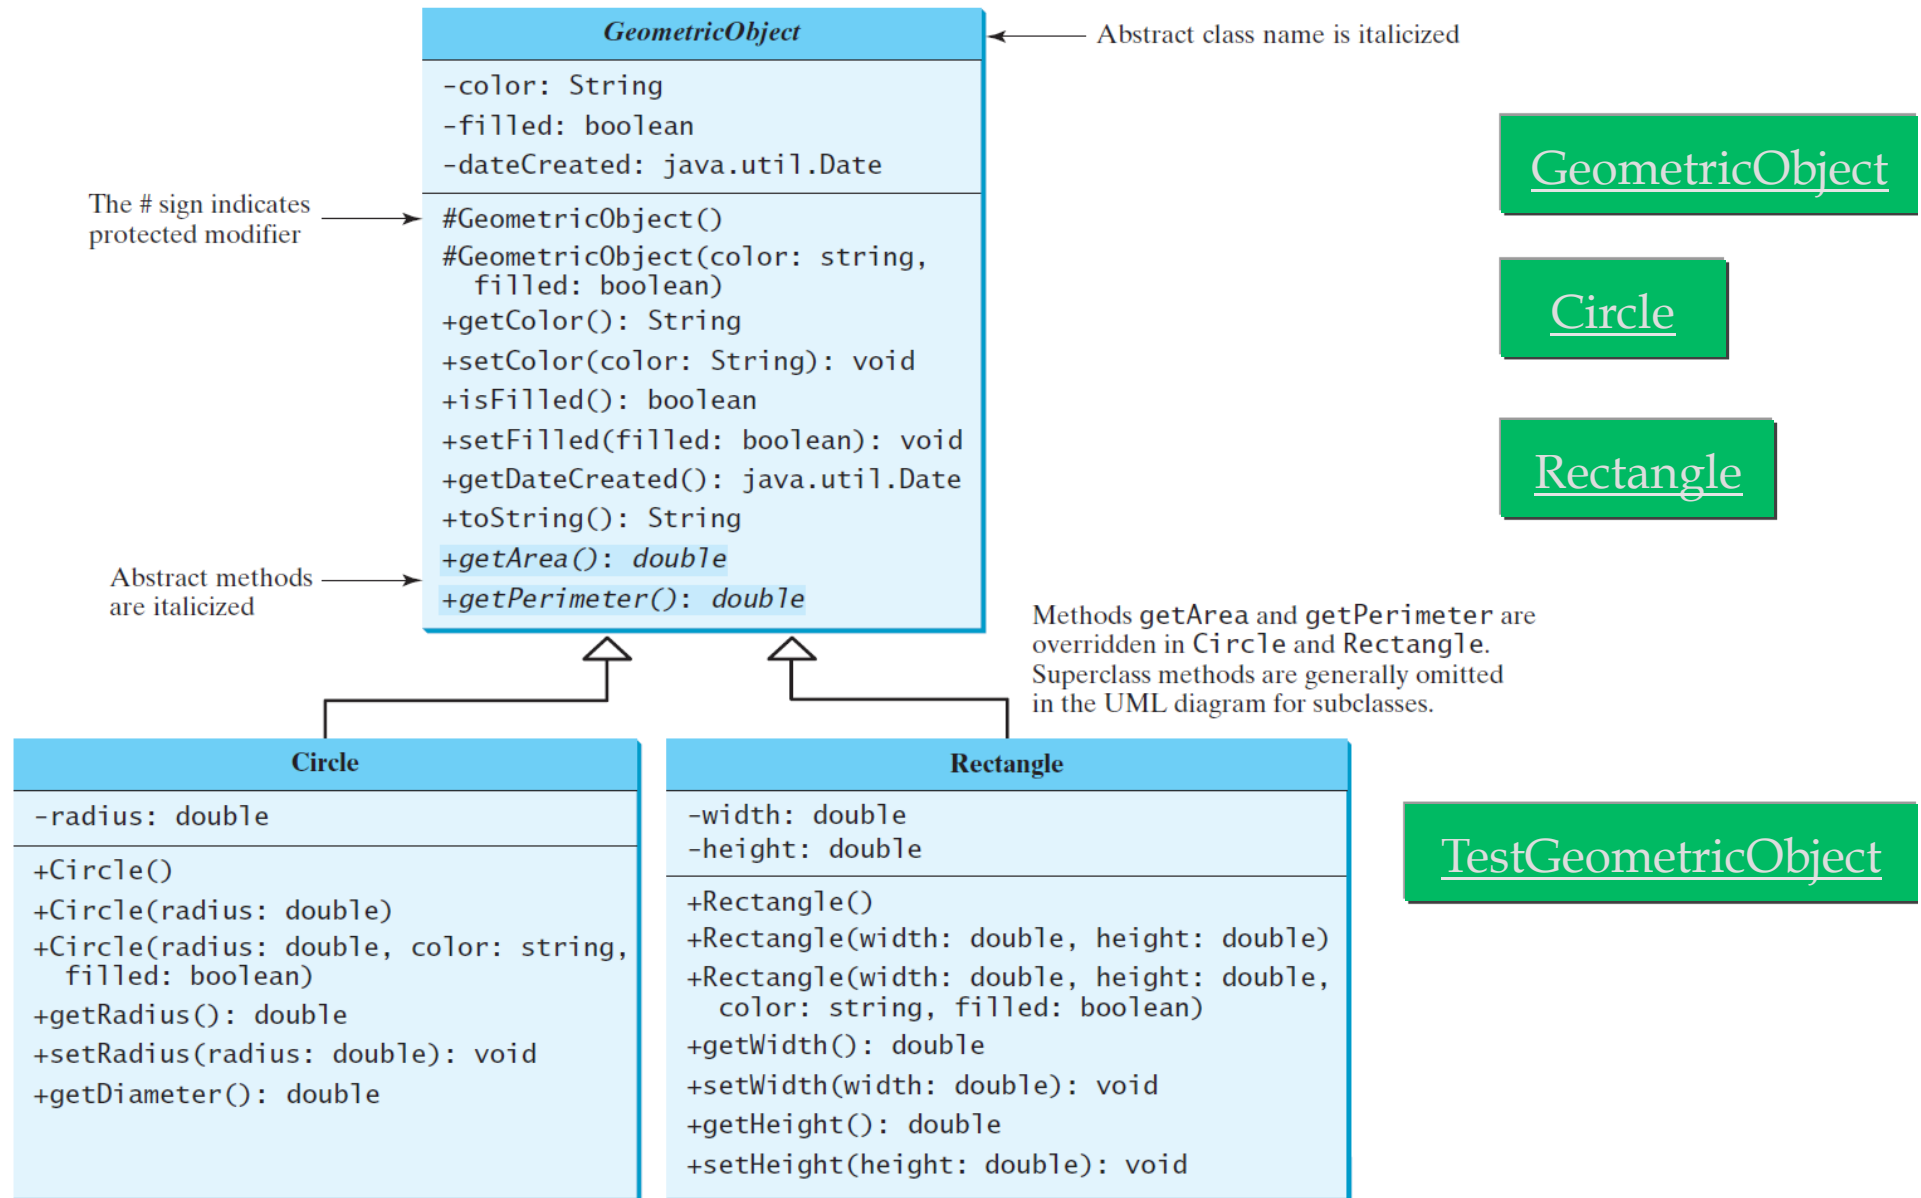 GeometricObject
Abstract class name is italicized
-color: String
-filled: boolean
-dateCreated: java.util.Date
The # sign indicates
protected modifier
#GeometricObject()
#GeometricObject(color: string,
filled: boolean)
+getColor(): String
+setColor(color: String): void
+isFilled(): boolean
+setFilled(filled: boolean): void
+getDateCreated(): java.util.Date
+toString(): String
+getArea(): double
+getPerimeter(): double
Abstract methods
are italicized
Methods getArea and getPerimeter are
overridden in Circle and Rectangle.
Superclass methods are generally omitted
in the UML diagram for subclasses.
Circle
-radius: double
+Circle()
+Circle(radius: double)
+Circle(radius: double, color: string,
filled: boolean)
+getRadius(): double
+setRadius(radius: double): void
+getDiameter(): double
Rectangle
-width: double
-height: double
+Rectangle()
+Rectangle(width: double, height: double)
+Rectangle(width: double, height: double,
color: string, filled: boolean)
+getWidth(): double
+setWidth(width: double): void
+getHeight(): double
+setHeight(height: double): void
GeometricObject
Circle
Rectangle
TestGeometricObject